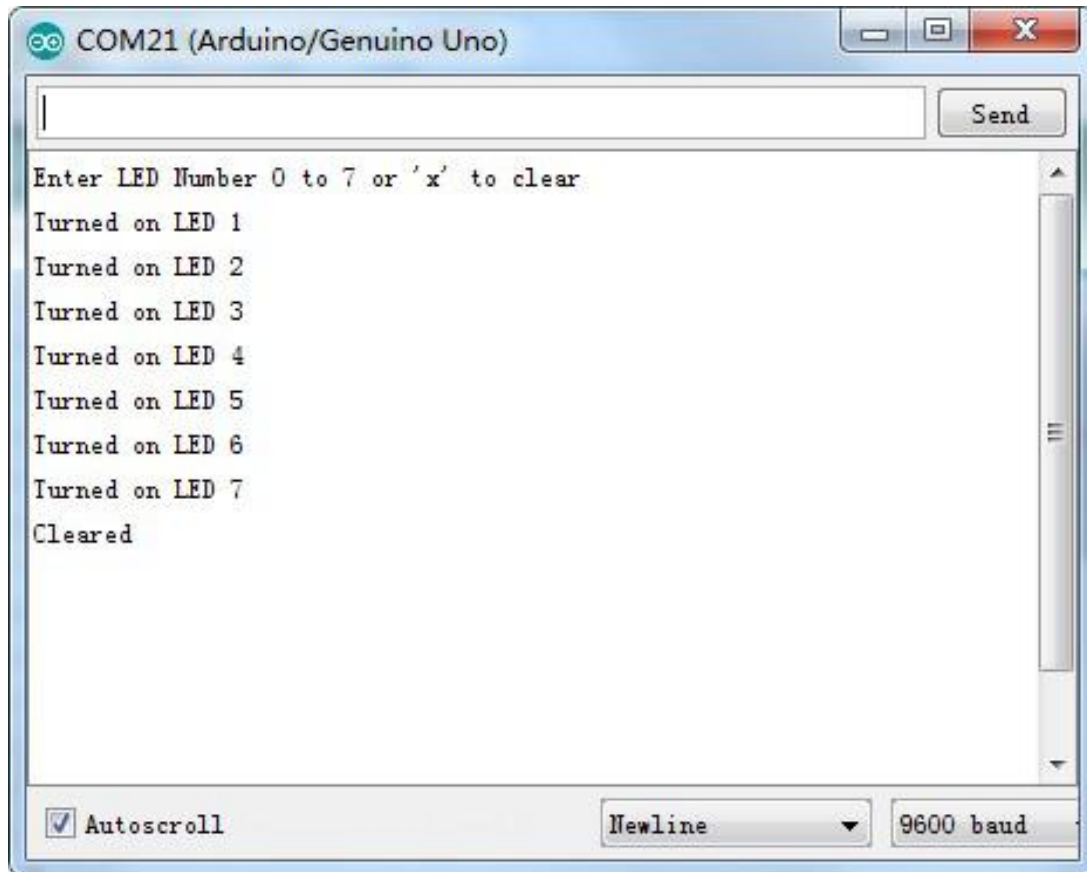 COM21 (Arduino/Genuino Uno)
Send
Enter LED Number 0 to 7 or 'x' to clear
Turned on LED 1
Turned on LED 2
Turned on LED 3
Turned on LED 4
Turned on LED 5
Turned on LED 6
Turned on LED 7
Cleared
Autoscroll
Newline
9600 baud